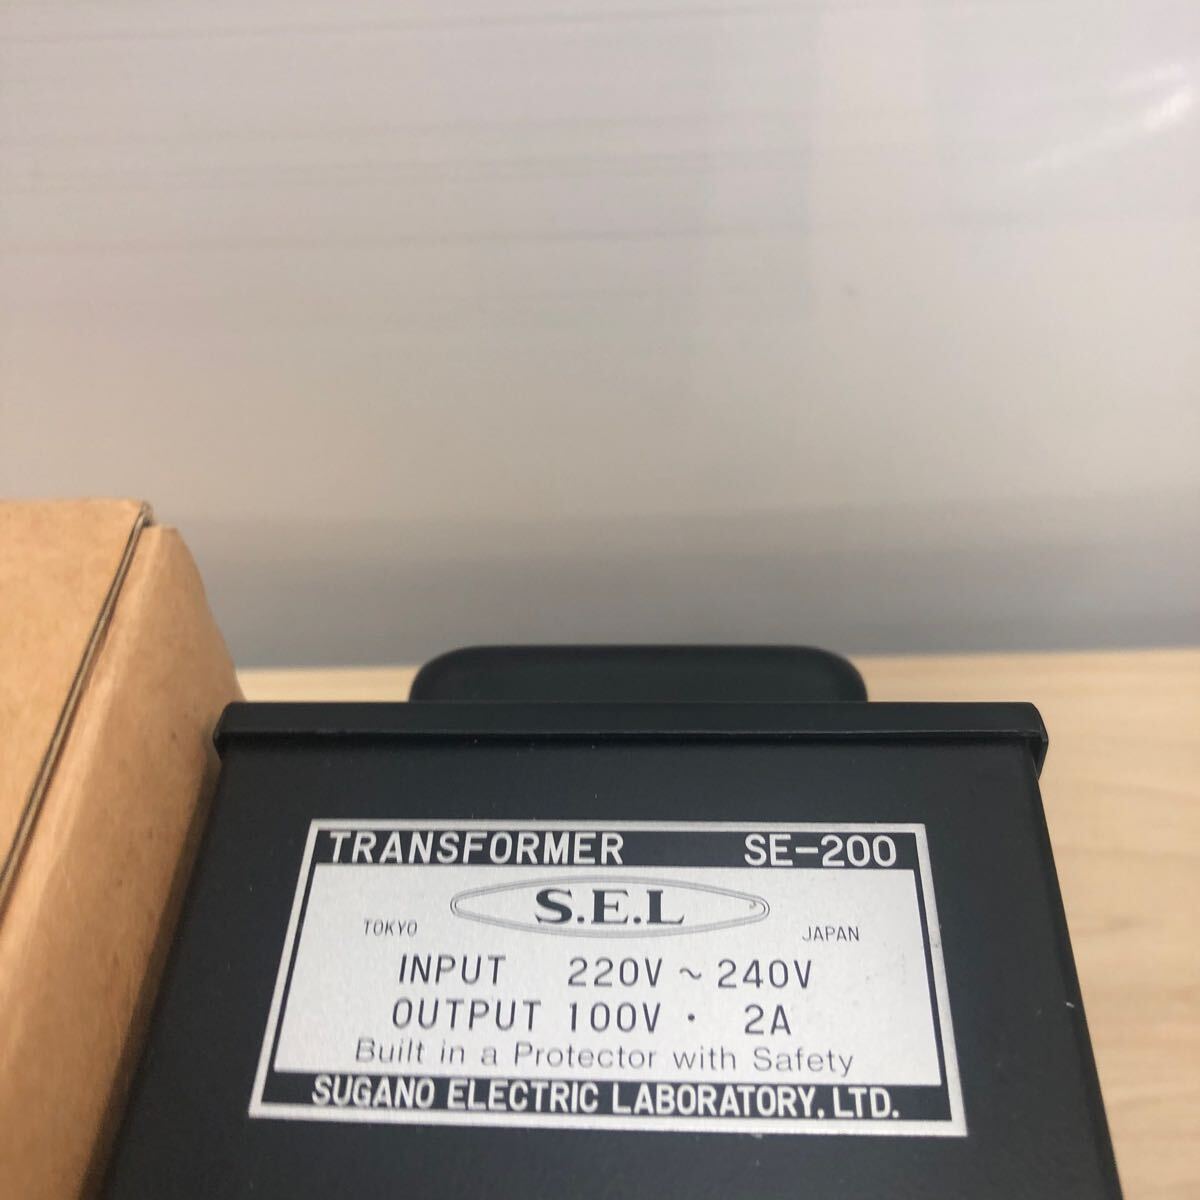 TRANSFORMER SE-200
S.E.L
TOKYO JAPAN
INPUT 220V ~ 240V
OUTPUT 100V · 2A
Built in a Protector with Safety
SUGANO ELECTRIC LABORATORY, LTD.